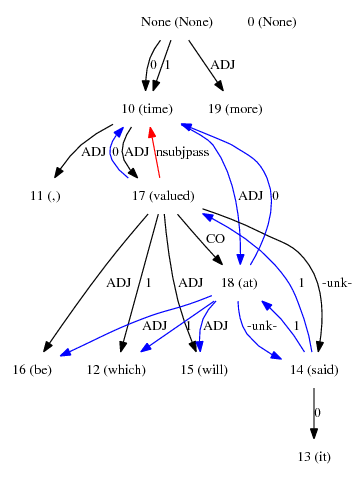 None (None) 0 (None)
0 1 ADJ
10 (time) 19 (more)
ADJ 0 ADJ nsubjpass
11 (,) 17 (valued) ADJ 0
CO
18 (at)
ADJ 1 ADJ 1 -unk-
ADJ 1 ADJ -unk- 1
16 (be) 12 (which) 15 (will) 14 (said)
0
13 (it)